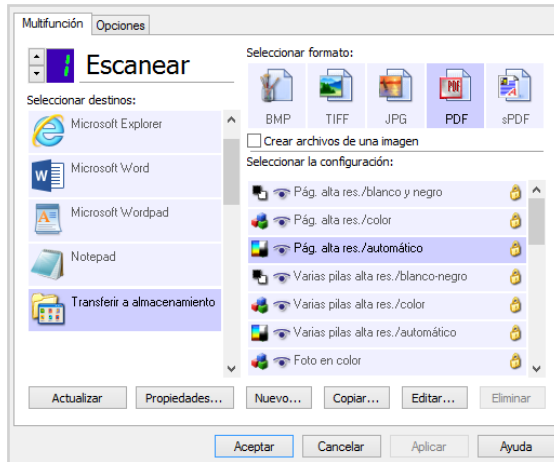 Multifunción
Opciones
1
Escanear
Seleccionar destinos:
Microsoft Explorer
Microsoft Word
Microsoft Wordpad
Notepad
Transferir a almacenamiento
Actualizar
Propiedades...
Seleccionar formato:
BMP
TIFF
JPG
PDF
sPDF
Crear archivos de una imagen
Seleccionar la configuración:
Pág. alta res./blanco y negro
Pág. alta res./color
Pág. alta res./automático
Varias pilas alta res./blanco-negro
Varias pilas alta res./color
Varias pilas alta res./automático
Foto en color
Nuevo...
Copiar...
Editar...
Eliminar
Aceptar
Cancelar
Aplicar
Ayuda